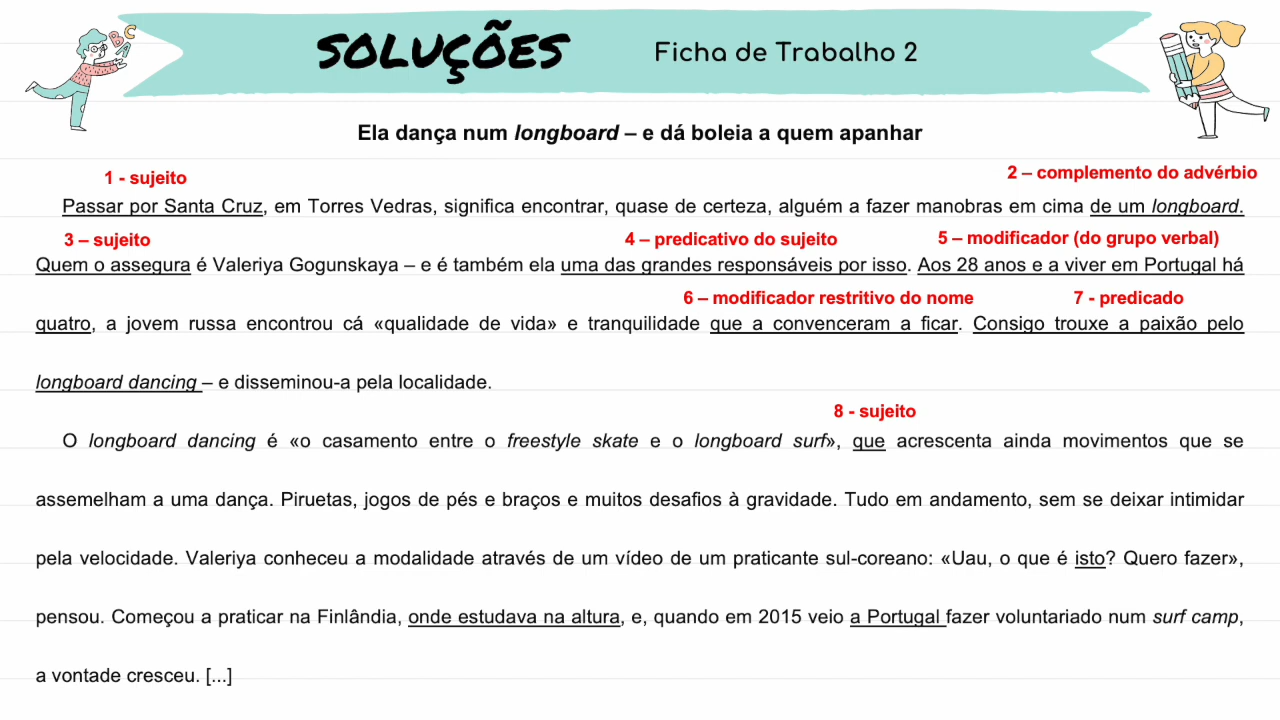 SOLUÇÕES
Ficha de Trabalho 2
ABC
Ela dança num longboard – e dá boleia a quem apanhar
1 - sujeito
2 – complemento do advérbio
Passar por Santa Cruz, em Torres Vedras, significa encontrar, quase de certeza, alguém a fazer manobras em cima de um longboard.
3 – sujeito
4 – predicativo do sujeito
5 – modificador (do grupo verbal)
Quem o assegura é Valeriya Gogunskaya – e é também ela uma das grandes responsáveis por isso. Aos 28 anos e a viver em Portugal há
6 – modificador restritivo do nome
7 - predicado
quatro, a jovem russa encontrou cá «qualidade de vida» e tranquilidade que a convenceram a ficar. Consigo trouxe a paixão pelo
longboard dancing – e disseminou-a pela localidade.
8 - sujeito
O longboard dancing é «o casamento entre o freestyle skate e o longboard surf», que acrescenta ainda movimentos que se
assemelham a uma dança. Piruetas, jogos de pés e braços e muitos desafios à gravidade. Tudo em andamento, sem se deixar intimidar
pela velocidade. Valeriya conheceu a modalidade através de um vídeo de um praticante sul-coreano: «Uau, o que é isto? Quero fazer»,
pensou. Começou a praticar na Finlândia, onde estudava na altura, e, quando em 2015 veio a Portugal fazer voluntariado num surf camp,
a vontade cresceu. [...]